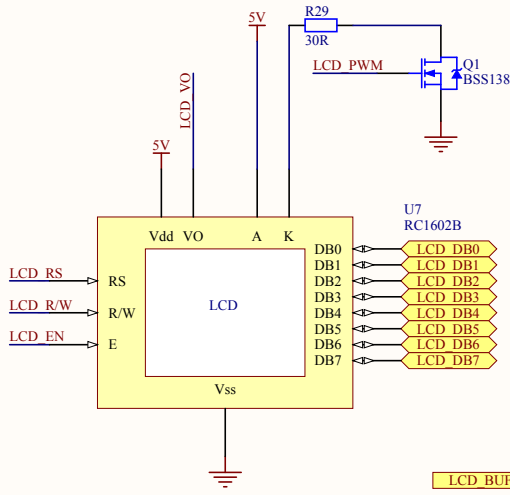 R29
5V
30R
LCD_PWM
Q1
BSS138
LCD_VO
5V
U7
RC1602B
Vdd VO A K
DB0 LCD_DB0
DB1 LCD_DB1
LCD_RS RS DB2 LCD_DB2
LCD DB3 LCD_DB3
LCD_R/W R/W DB4 LCD_DB4
DB5 LCD_DB5
LCD_EN E DB6 LCD_DB6
DB7 LCD_DB7
Vss